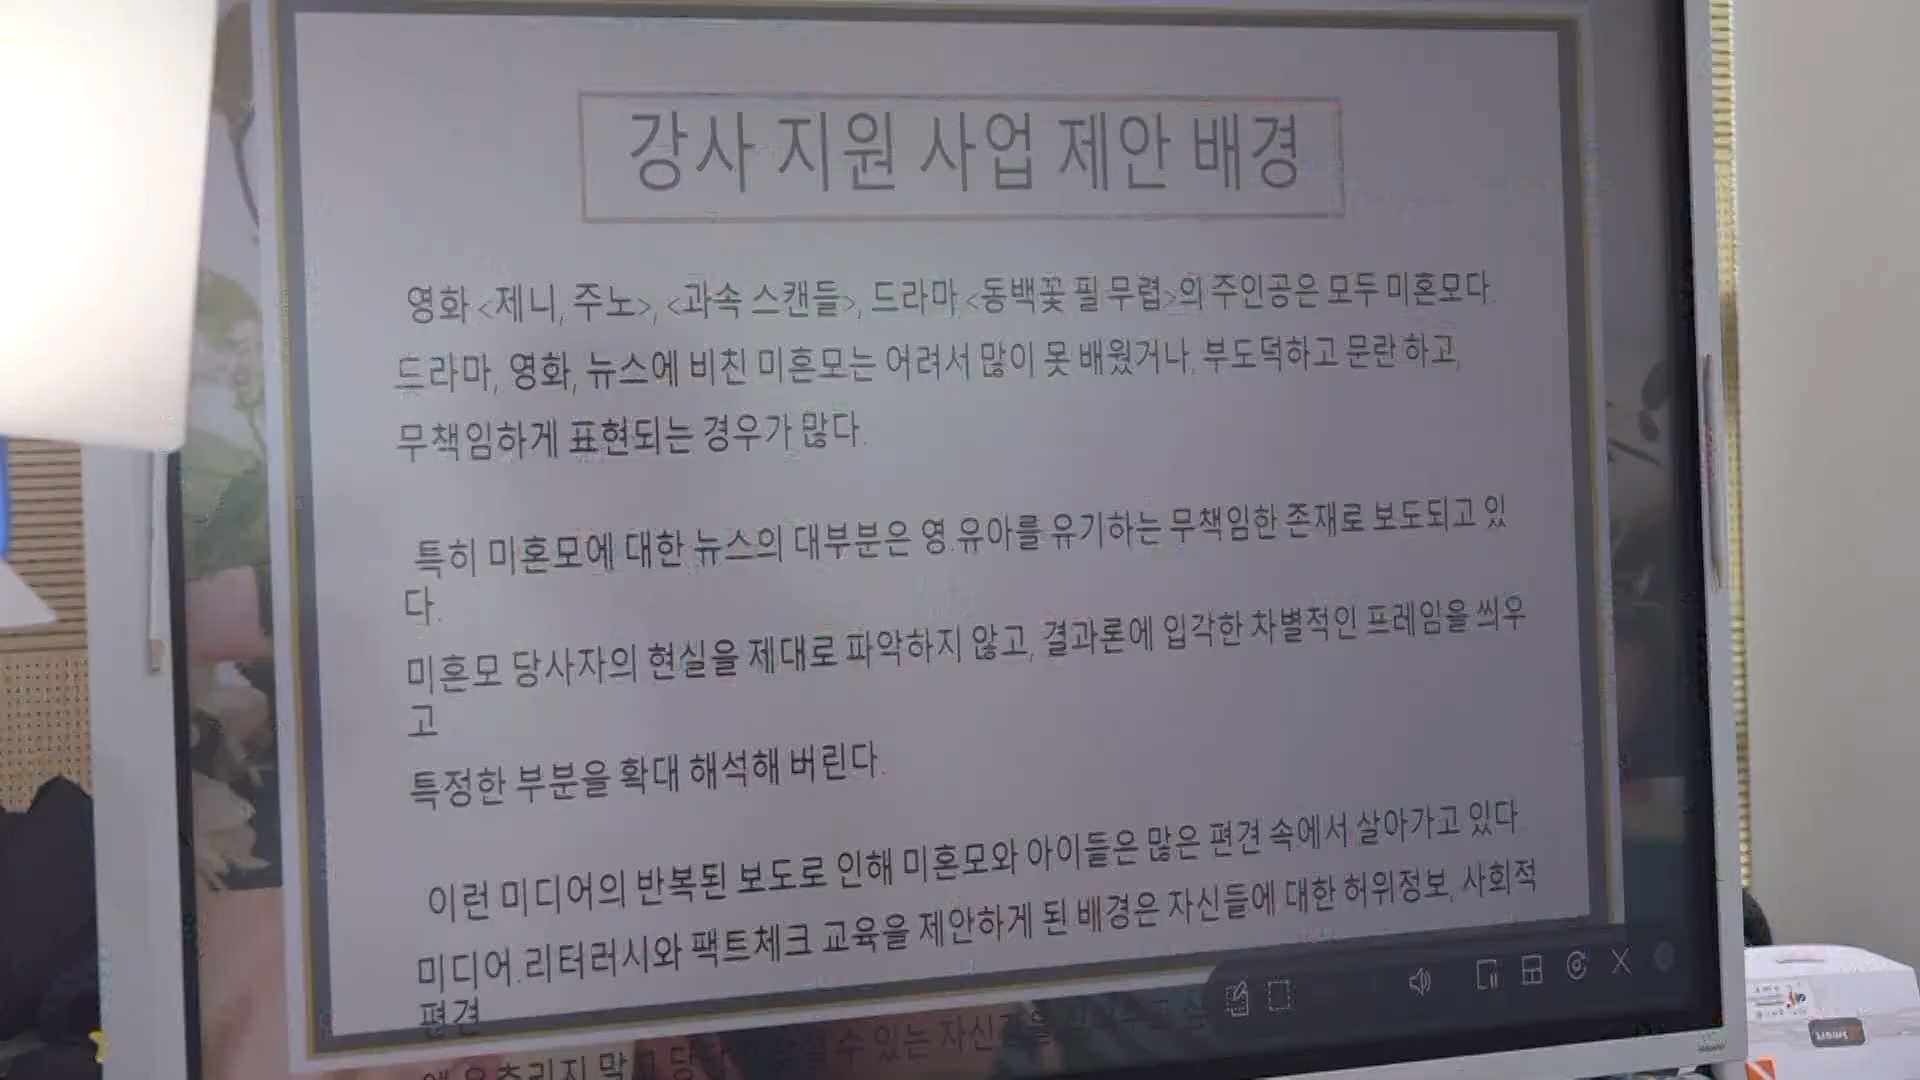 강사 지원 사업 제안 배경
영화 <제니, 주노>, <과속 스캔들>, 드라마 <동백꽃 필 무렵>의 주인공은 모두 미혼모다.
드라마, 영화, 뉴스에 비친 미혼모는 어려서 많이 못 배웠거나, 부도덕하고 문란 하고,
무책임하게 표현되는 경우가 많다.
특히 미혼모에 대한 뉴스의 대부분은 영.유아를 유기하는 무책임한 존재로 보도되고 있
다.
미혼모 당사자의 현실을 제대로 파악하지 않고, 결과론에 입각한 차별적인 프레임을 씌우
고
특정한 부분을 확대 해석해 버린다.
이런 미디어의 반복된 보도로 인해 미혼모와 아이들은 많은 편견 속에서 살아가고 있다
미디어.리터러시와 팩트체크 교육을 제안하게 된 배경은 자신들에 대한 허위정보, 사회적
편견
수 있는 자신감을